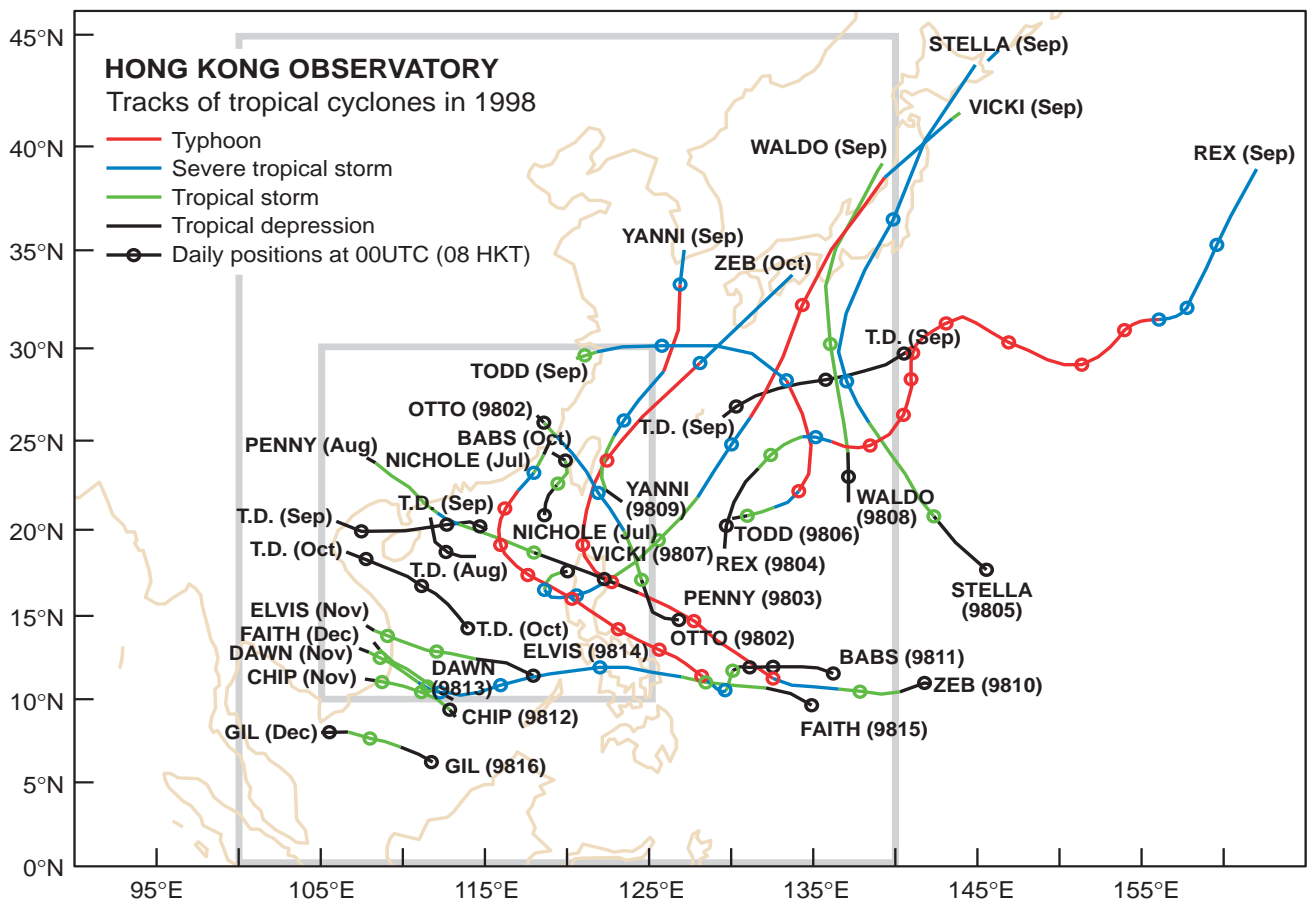 45°N
40°N
35°N
30°N
25°N
20°N
15°N
10°N
5°N
0°N
HONG KONG OBSERVATORY
Tracks of tropical cyclones in 1998
Typhoon
Severe tropical storm
Tropical storm
Tropical depression
Daily positions at 00UTC (08 HKT)
STELLA (Sep)
VICKI (Sep)
WALDO (Sep)
REX (Sep)
YANNI (Sep)
ZEB (Oct)
T.D. (Sep)
TODD (Sep)
OTTO (9802)
T.D. (Sep)
BABS (Oct)
PENNY (Aug)
NICHOLE (Jul)
T.D. (Sep)
YANNI
(9809)
WALDO
(9808)
T.D. (Sep)
NICHOLE (Jul)
TODD (9806)
T.D. (Oct)
VICKI (9807)
REX (9804)
T.D. (Aug)
STELLA
(9805)
PENNY (9803)
ELVIS (Nov)
T.D. (Oct)
OTTO (9802)
FAITH (Dec)
ELVIS (9814)
DAWN (Nov)
BABS (9811)
DAWN
(9813)
CHIP (Nov)
ZEB (9810)
CHIP (9812)
FAITH (9815)
GIL (Dec)
GIL (9816)
95°E
105°E
115°E
125°E
135°E
145°E
155°E